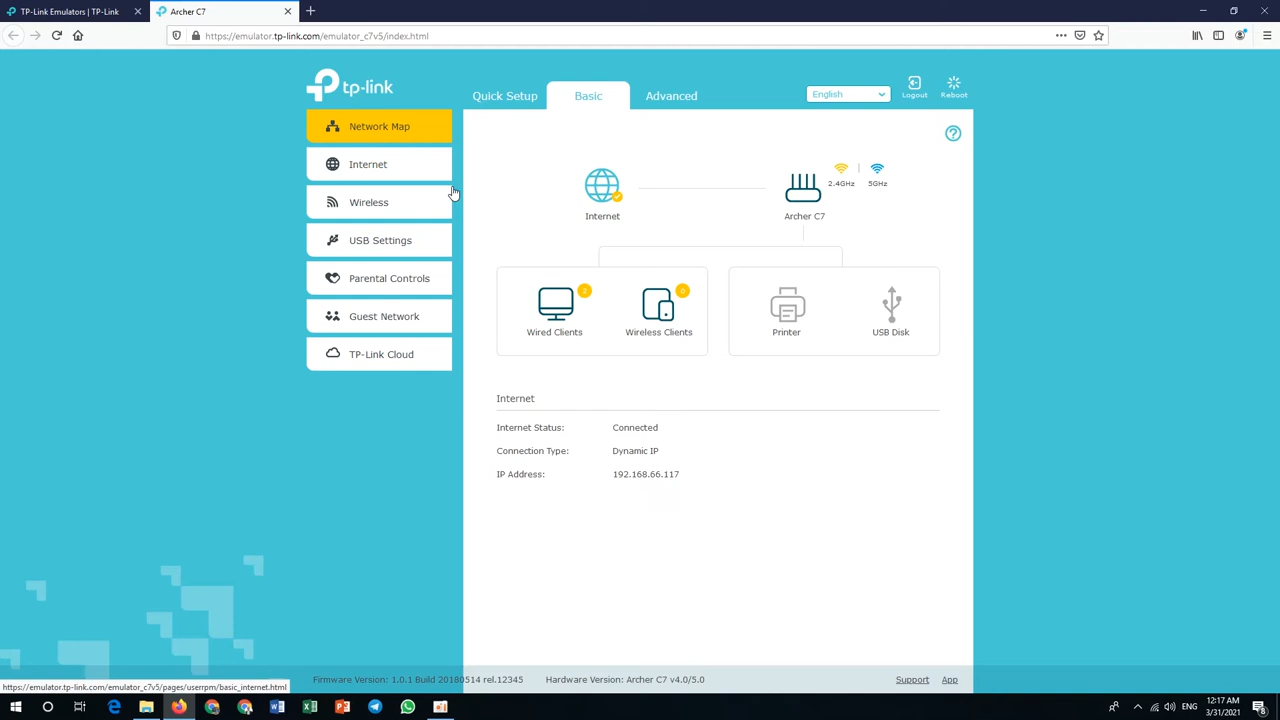 TP-Link Emulators | TP-Link
Archer C7
https://emulator.tp-link.com/emulator_c7v5/index.html
tp-link
Quick Setup
Basic
Advanced
English
Logout
Reboot
Network Map
Internet
Wireless
USB Settings
Parental Controls
Guest Network
TP-Link Cloud
Internet
Archer C7
2.4GHz
5GHz
2
Wired Clients
0
Wireless Clients
Printer
USB Disk
Internet
Internet Status: Connected
Connection Type: Dynamic IP
IP Address: 192.168.66.117
Firmware Version: 1.0.1 Build 20180514 rel.12345
Hardware Version: Archer C7 v4.0/5.0
Support
App
https://emulator.tp-link.com/emulator_c7v5/pages/userrpm/basic_internet.html
ENG
12:17 AM
3/31/2021
8